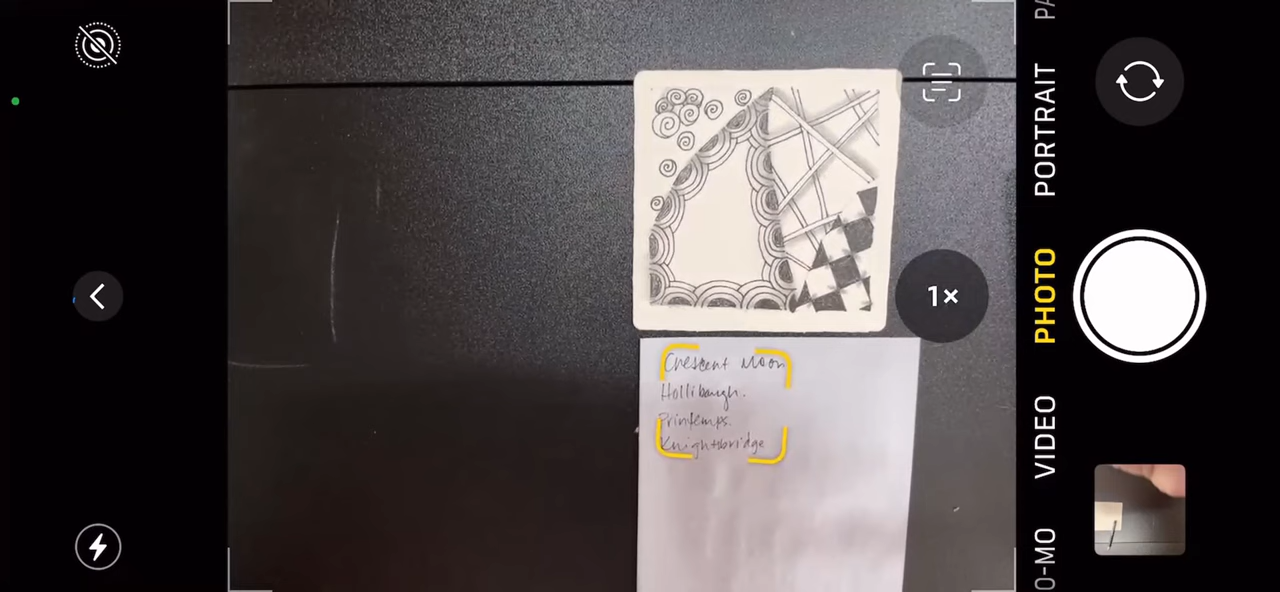 Crescent Moon
Hollibaugh.
Printemps.
Knightsbridge
1×
PA
PORTRAIT
PHOTO
VIDEO
O-MO